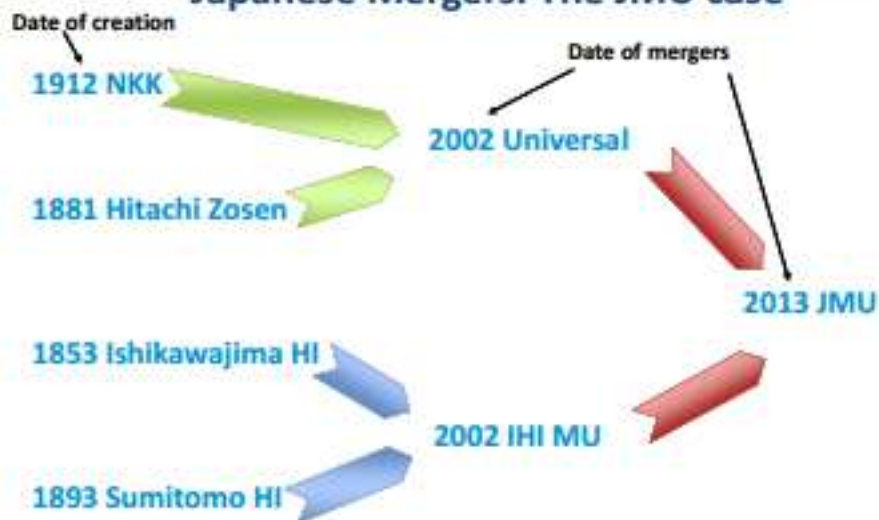 Japanese Mergers: The JMU case
Date of creation
Date of mergers
1912 NKK
2002 Universal
1881 Hitachi Zosen
2013 JMU
1853 Ishikawajima HI
2002 IHI MU
1893 Sumitomo HI